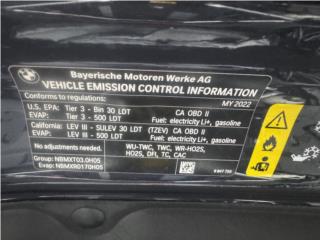 Bayerische Motoren Werke AG
VEHICLE EMISSION CONTROL INFORMATION
Conforms to regulations:
MY 2022
U.S. EPA: Tier 3 - Bin 30 LDT CA OBD II
EVAP: Tier 3 - 500 LDT Fuel: electricity Li+, gasoline
California: LEV III - SULEV 30 LDT (TZEV) CA OBD II
EVAP: LEV III - 500 LDT Fuel: electricity Li+, gasoline
No adjustments needed.
WU-TWC, TWC, WR-HO2S,
HO2S, DFI, TC, CAC
Group: NBMXT03.0H05
Evap: NBMXR0170H05